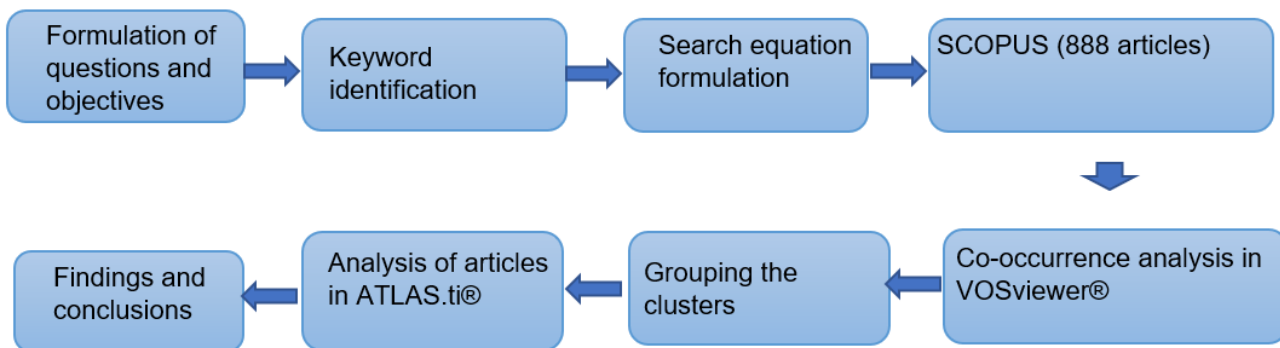 Formulation of
questions and
objectives
Keyword
identification
Search equation
formulation
SCOPUS (888 articles)
Co-occurrence analysis in
VOSviewer®
Grouping the
clusters
Analysis of articles
in ATLAS.ti®
Findings and
conclusions